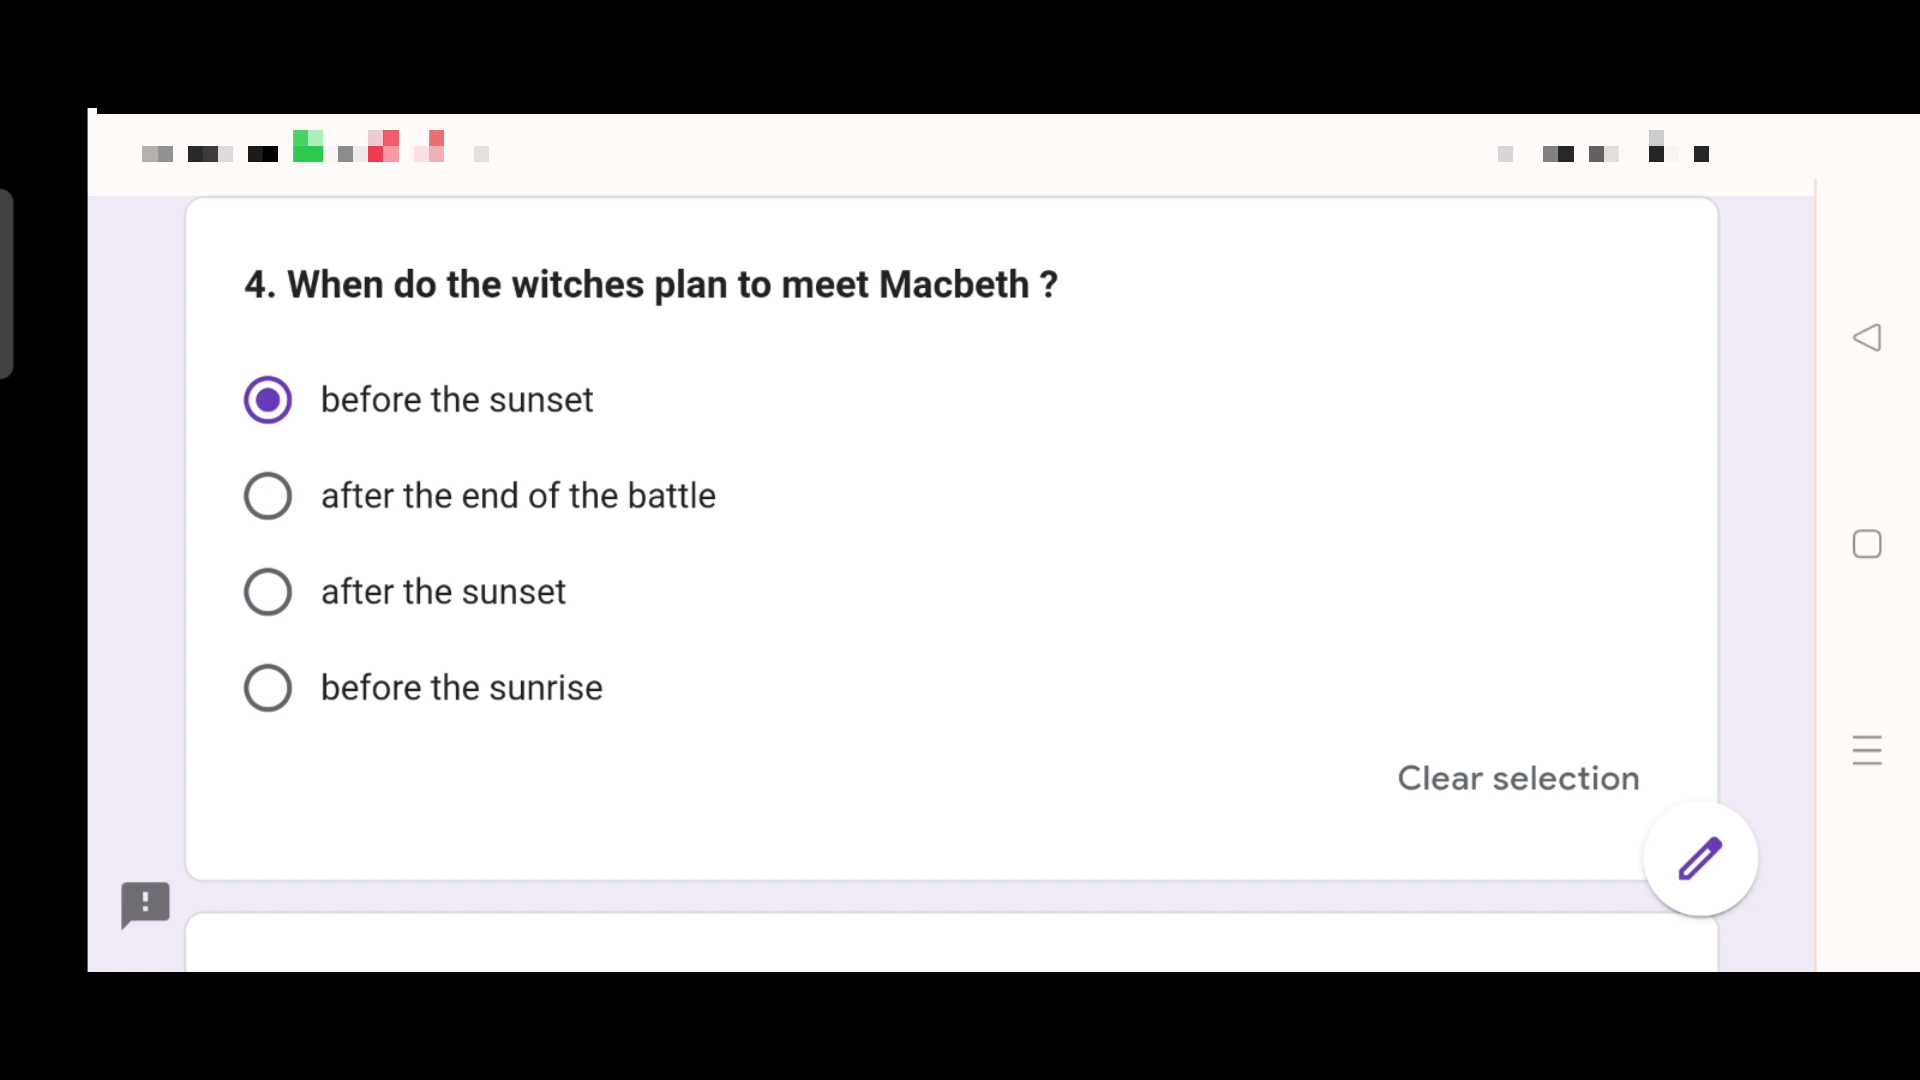 4. When do the witches plan to meet Macbeth ?
before the sunset
after the end of the battle
after the sunset
before the sunrise
Clear selection